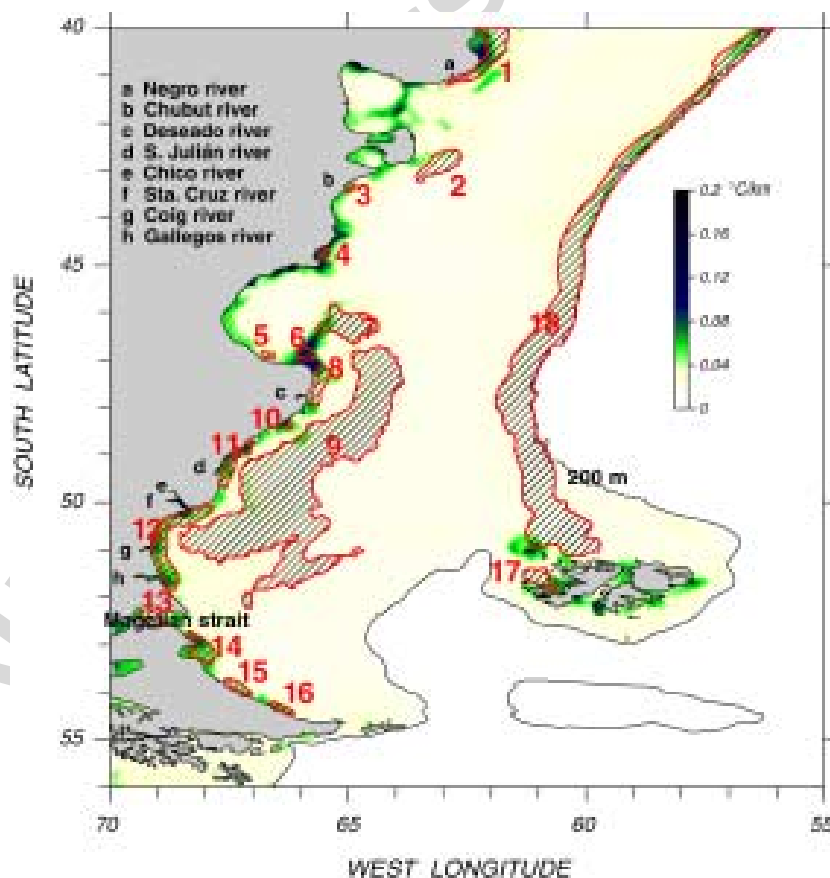 40
45
50
55
SOUTH LATITUDE
a Negro river
b Chubut river
c Deseado river
d S. Julián river
e Chico river
f Sta. Cruz river
g Coig river
h Gallegos river
a
1
2
b
3
4
0.2 °C/km
0.16
0.12
0.08
0.04
0
18
5
6
7
8
c
9
10
11
d
200 m
e
f
12
g
h
13
17
Magellan strait
14
15
16
70
65
60
55
WEST LONGITUDE